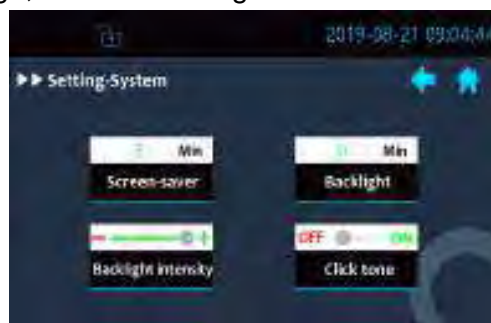 2019-08-21 09:04:44
▶▶ Setting-System
Min Min
Screen-saver Backlight
- + OFF ON
Backlight intensity Click tone